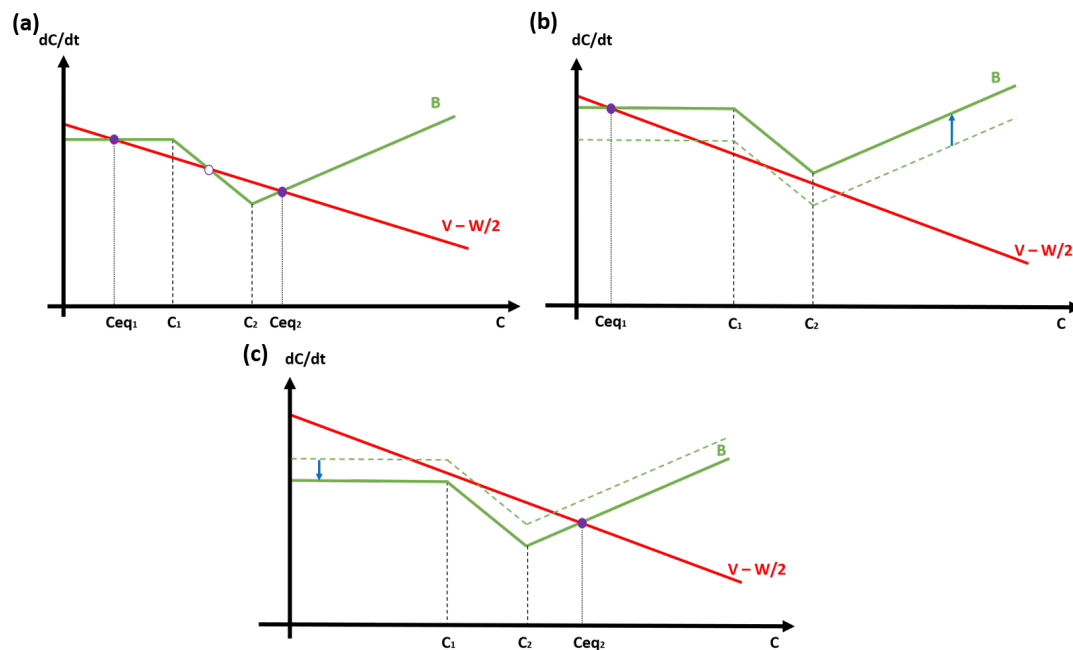 (a)
dC/dt
B
V – W/2
Ceq₁
C₁
C₂
Ceq₂
C
(b)
dC/dt
B
V – W/2
Ceq₁
C₁
C₂
C
(c)
dC/dt
B
V – W/2
C₁
C₂
Ceq₂
C